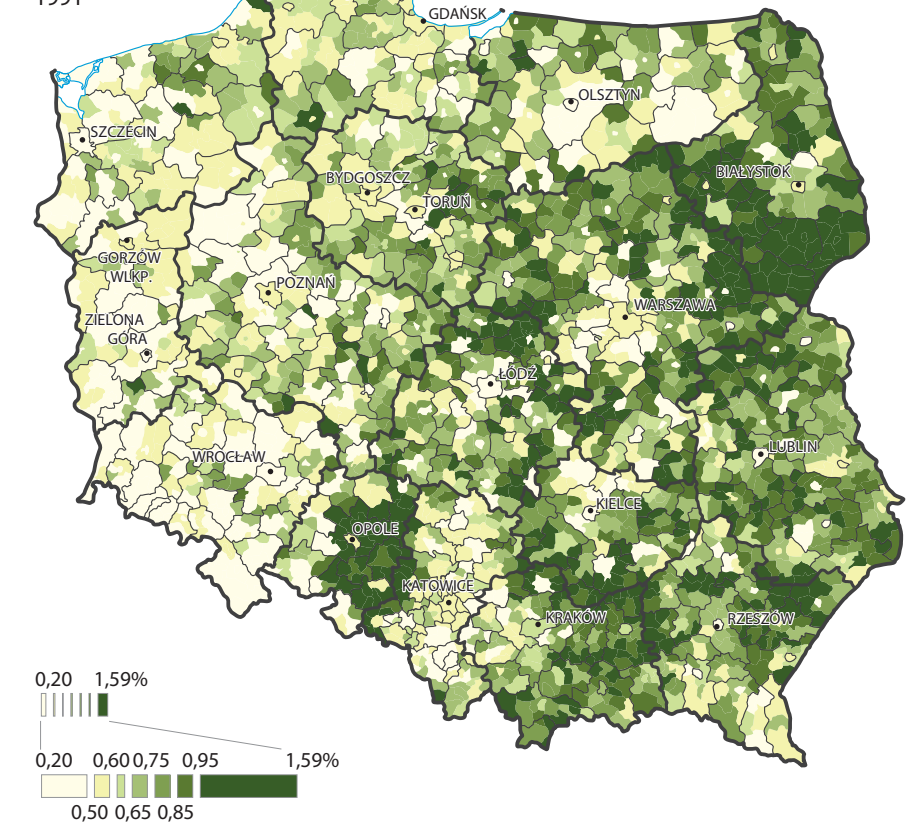 1991
GDAŃSK
OLSZTYN
SZCZECIN
BIAŁYSTOK
BYDGOSZCZ
TORUŃ
GORZÓW
WLKP.
POZNAŃ
WARSZAWA
ZIELONA
GÓRA
ŁÓDŹ
LUBLIN
WROCŁAW
KIELCE
OPOLE
KATOWICE
KRAKÓW
RZESZÓW
0,20 1,59%
0,20 0,60 0,75 0,95 1,59%
0,50 0,65 0,85